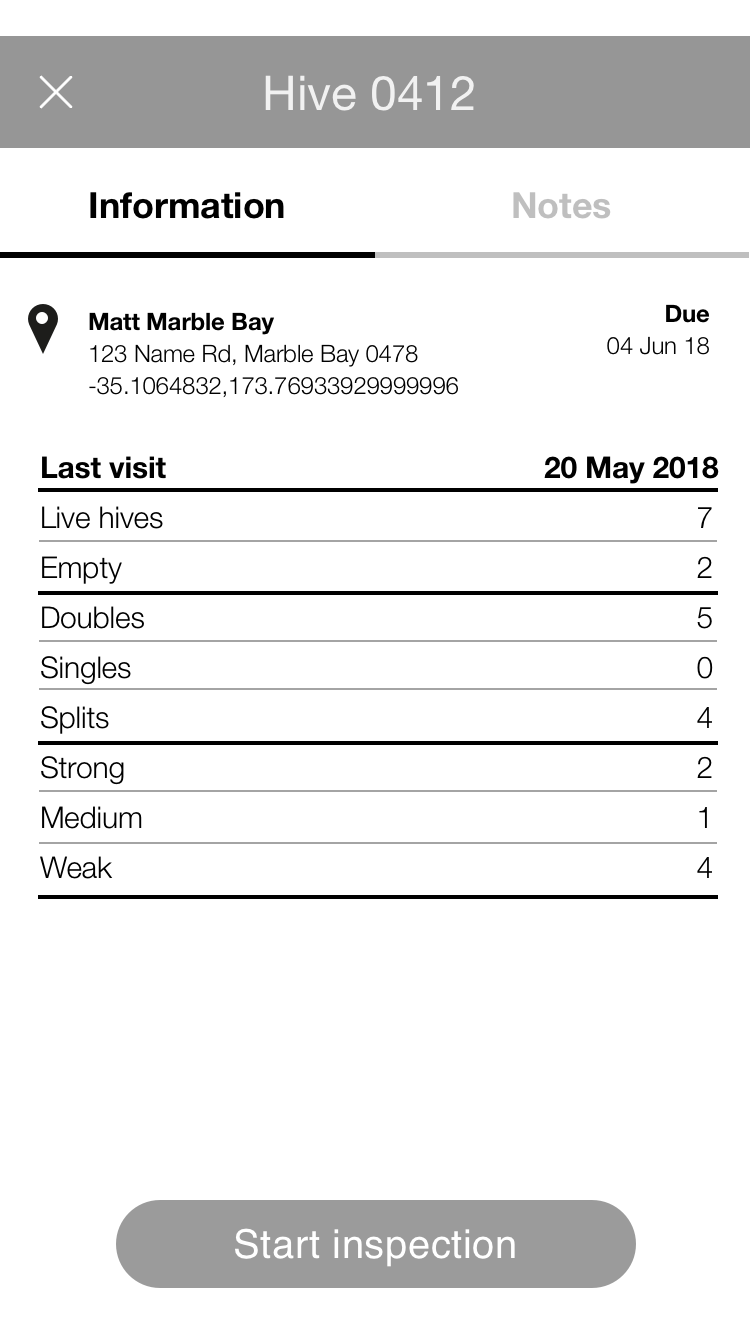 Hive 0412
Information Notes
Matt Marble Bay
123 Name Rd, Marble Bay 0478
-35.1064832,173.76933929999996
Due
04 Jun 18
Last visit 20 May 2018
Live hives 7
Empty 2
Doubles 5
Singles 0
Splits 4
Strong 2
Medium 1
Weak 4
Start inspection